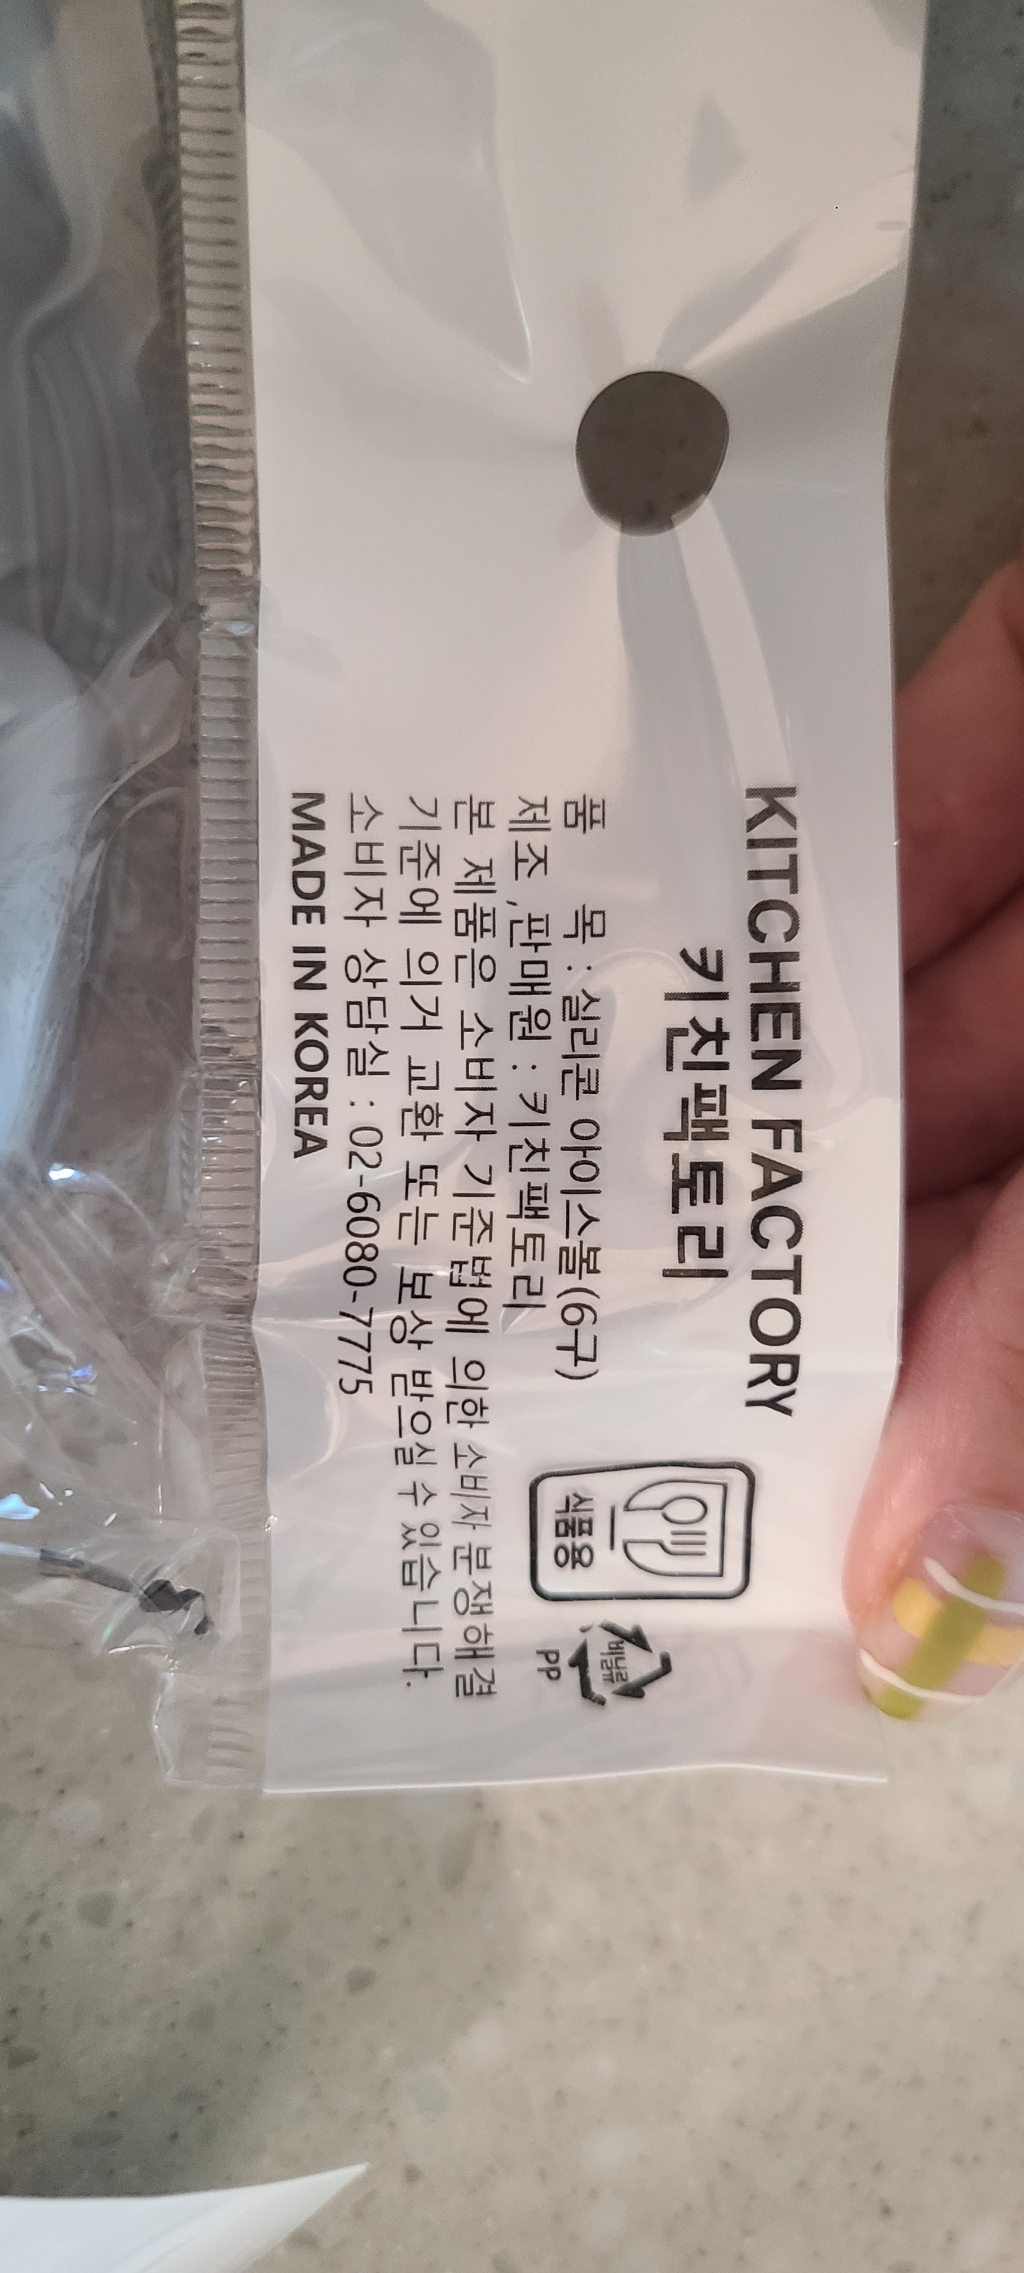 KITCHEN FACTORY
키친팩토리
품 목 : 실리콘 아이스볼(6구)
제조,판매원 : 키친팩토리
본 제품은 소비자 기준법에 의한 소비자 분쟁해결
기준에 의거 교환 또는 보상 받으실 수 있습니다.
소비자 상담실 : 02-6080-7775
MADE IN KOREA
식품용
비닐류
PP